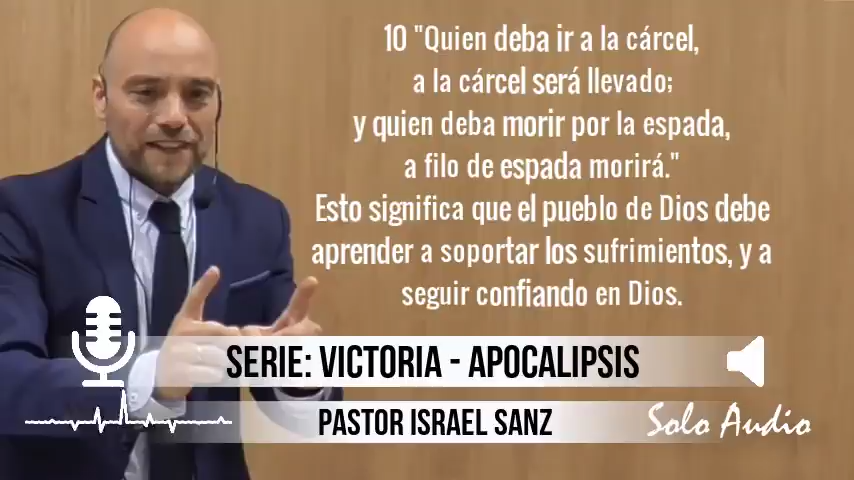 10 "Quien deba ir a la cárcel,
a la cárcel será llevado;
y quien deba morir por la espada,
a filo de espada morirá."
Esto significa que el pueblo de Dios debe
aprender a soportar los sufrimientos, y a
seguir confiando en Dios.
SERIE: VICTORIA - APOCALIPSIS
PASTOR ISRAEL SANZ
Solo Audio